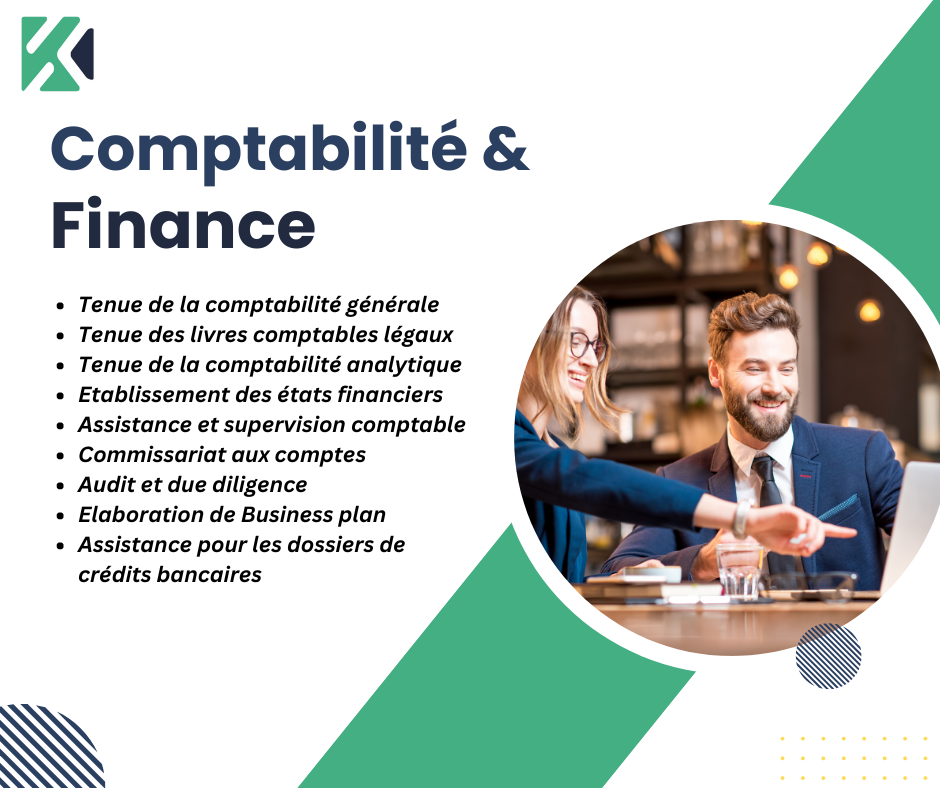 Comptabilité &
Finance
• Tenue de la comptabilité générale
• Tenue des livres comptables légaux
• Tenue de la comptabilité analytique
• Etablissement des états financiers
• Assistance et supervision comptable
• Commissariat aux comptes
• Audit et due diligence
• Elaboration de Business plan
• Assistance pour les dossiers de
crédits bancaires